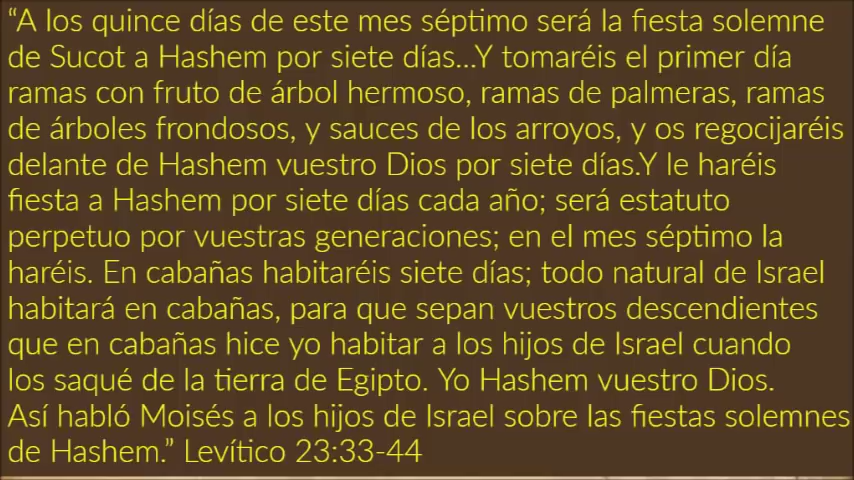 “A los quince días de este mes séptimo será la fiesta solemne
de Sucot a Hashem por siete días...Y tomaréis el primer día
ramas con fruto de árbol hermoso, ramas de palmeras, ramas
de árboles frondosos, y sauces de los arroyos, y os regocijaréis
delante de Hashem vuestro Dios por siete días.Y le haréis
fiesta a Hashem por siete días cada año; será estatuto
perpetuo por vuestras generaciones; en el mes séptimo la
haréis. En cabañas habitaréis siete días; todo natural de Israel
habitará en cabañas, para que sepan vuestros descendientes
que en cabañas hice yo habitar a los hijos de Israel cuando
los saqué de la tierra de Egipto. Yo Hashem vuestro Dios.
Así habló Moisés a los hijos de Israel sobre las fiestas solemnes
de Hashem.” Levítico 23:33-44